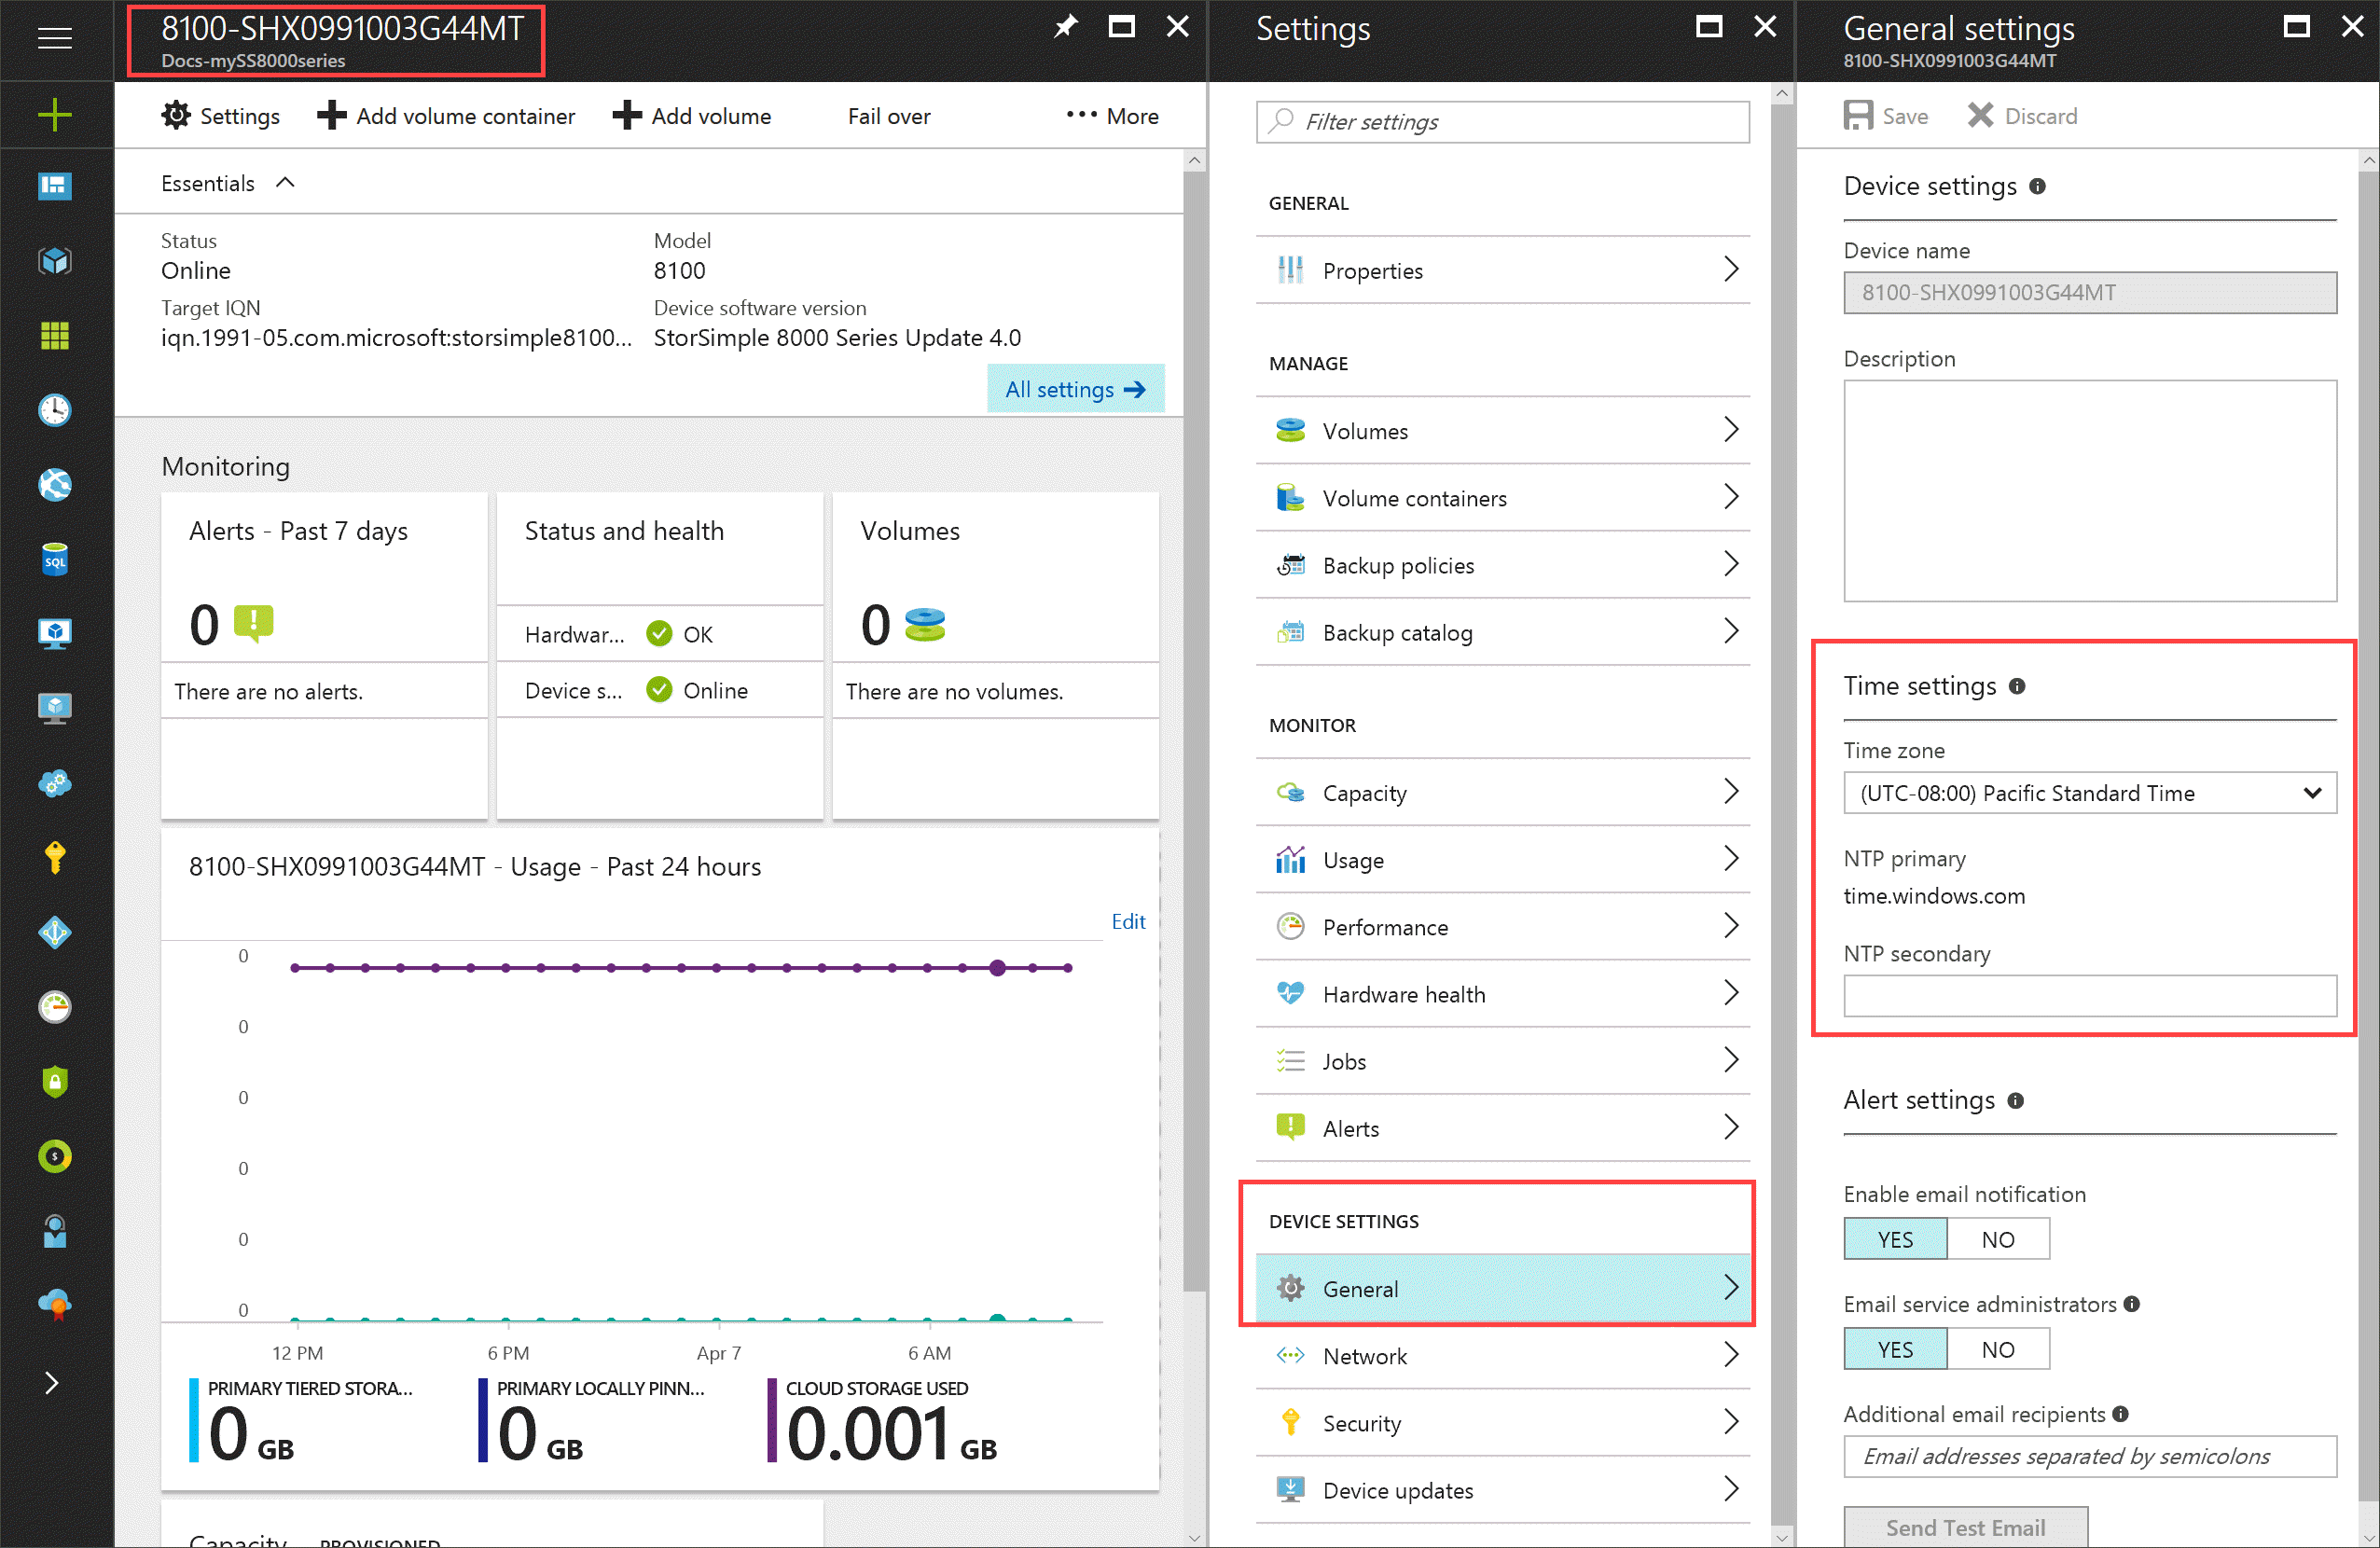 8100-SHX0991003G44MT
Docs-mySS8000series
Settings
Add volume container
Add volume
Fail over
More
Essentials
Status
Online
Model
8100
Target IQN
iqn.1991-05.com.microsoft:storsimple8100...
Device software version
StorSimple 8000 Series Update 4.0
All settings
Monitoring
Alerts - Past 7 days
0
There are no alerts.
Status and health
Hardwar...
OK
Device s...
Online
Volumes
0
There are no volumes.
8100-SHX0991003G44MT - Usage - Past 24 hours
Edit
0
0
0
0
0
0
12 PM
6 PM
Apr 7
6 AM
PRIMARY TIERED STORA...
0 GB
PRIMARY LOCALLY PINN...
0 GB
CLOUD STORAGE USED
0.001 GB
Capacity
PROVISIONED
SQL
Settings
Filter settings
GENERAL
Properties
MANAGE
Volumes
Volume containers
Backup policies
Backup catalog
MONITOR
Capacity
Usage
Performance
Hardware health
Jobs
Alerts
DEVICE SETTINGS
General
Network
Security
Device updates
General settings
8100-SHX0991003G44MT
Save
Discard
Device settings
Device name
8100-SHX0991003G44MT
Description
Time settings
Time zone
(UTC-08:00) Pacific Standard Time
NTP primary
time.windows.com
NTP secondary
Alert settings
Enable email notification
YES
NO
Email service administrators
YES
NO
Additional email recipients
Email addresses separated by semicolons
Send Test Email